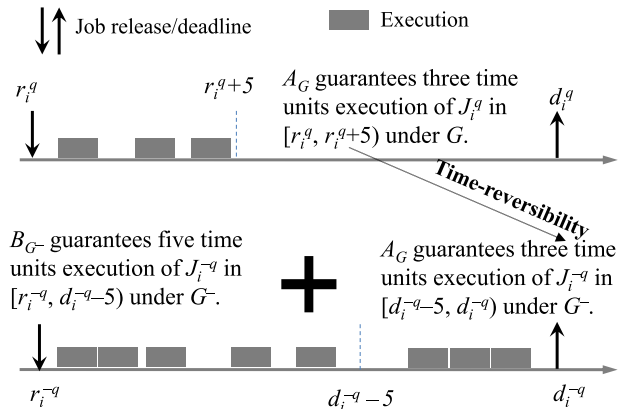 Job release/deadline
Execution
r_i^q
r_i^q+5
A_G guarantees three time
units execution of J_i^q in
[r_i^q, r_i^q+5) under G.
d_i^q
Time-reversibility
B_G− guarantees five time
units execution of J_i^−q in
[r_i^−q, d_i^−q−5) under G−.
+
A_G guarantees three time
units execution of J_i^−q in
[d_i^−q−5, d_i^−q) under G−.
r_i^−q
d_i^−q −5
d_i^−q